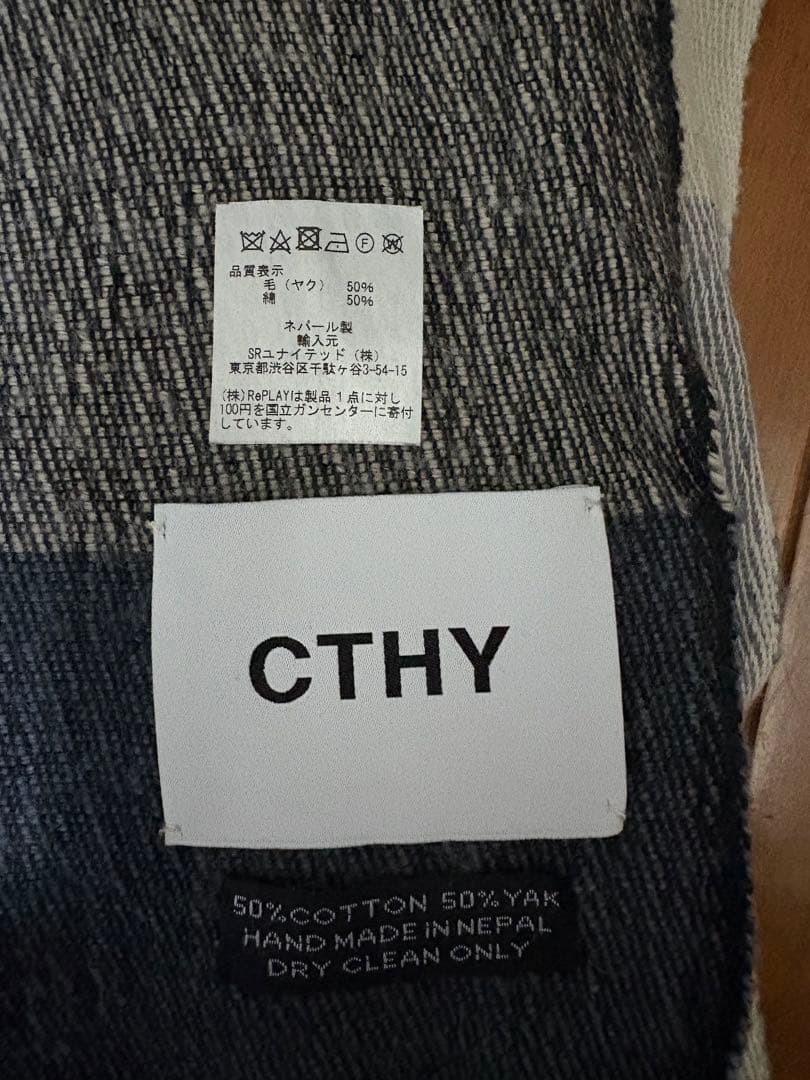 F W
品質表示
毛（ヤク） 50%
綿 50%
ネパール製
輸入元
SRユナイテッド（株）
東京都渋谷区千駄ヶ谷3-54-15
(株)RePLAYは製品１点に対し
100円を国立ガンセンターに寄付
しています。
CTHY
50%COTTON 50%YAK
HAND MADE iN NEPAL
DRY CLEAN ONLY